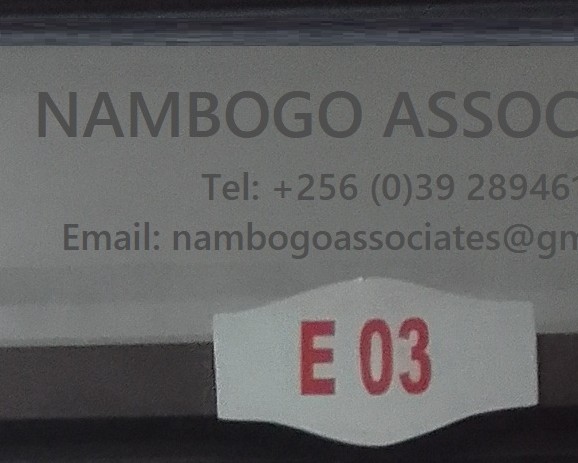 NAMBOGO ASSOC
Tel: +256 (0)39 28946
Email: nambogoassociates@gm
E 03